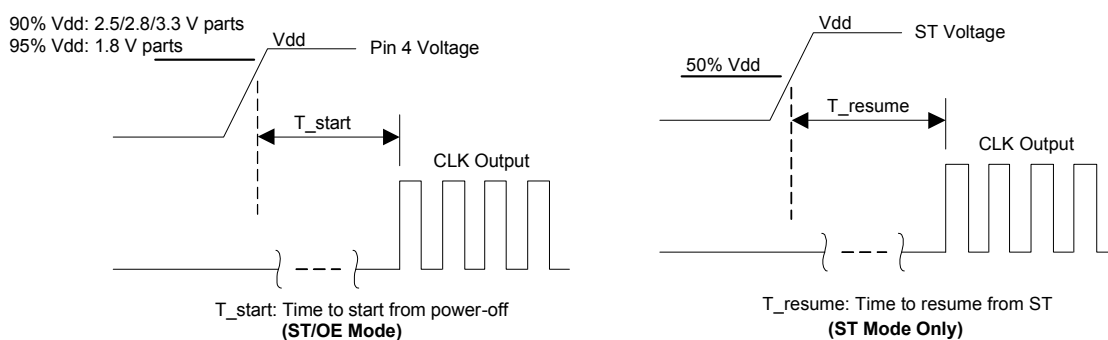 90% Vdd: 2.5/2.8/3.3 V parts
95% Vdd: 1.8 V parts
Vdd
Pin 4 Voltage
T_start
CLK Output
T_start: Time to start from power-off
(ST/OE Mode)
Vdd
ST Voltage
50% Vdd
T_resume
CLK Output
T_resume: Time to resume from ST
(ST Mode Only)